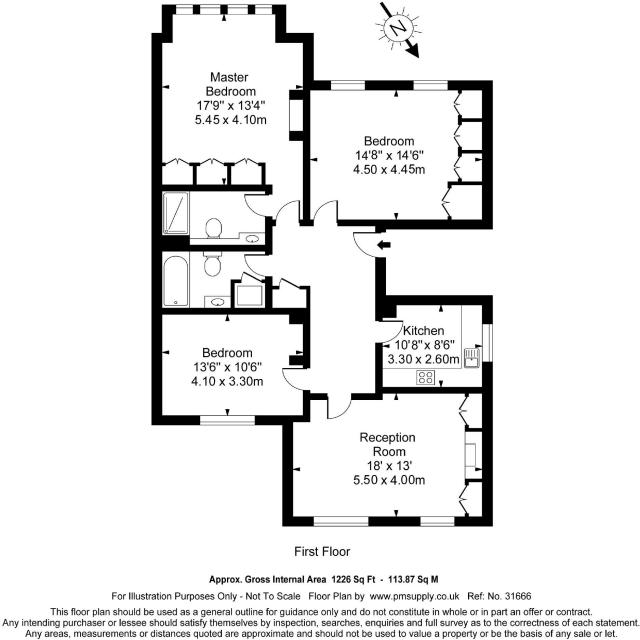 N
Master
Bedroom
17'9" x 13'4"
5.45 x 4.10m
Bedroom
14'8" x 14'6"
4.50 x 4.45m
Kitchen
10'8" x 8'6"
3.30 x 2.60m
Bedroom
13'6" x 10'6"
4.10 x 3.30m
Reception
Room
18' x 13'
5.50 x 4.00m
First Floor
Approx. Gross Internal Area 1226 Sq Ft - 113.87 Sq M
For Illustration Purposes Only - Not To Scale Floor Plan by www.pmsupply.co.uk Ref: No. 31666
This floor plan should be used as a general outline for guidance only and do not constitute in whole or in part an offer or contract.
Any intending purchaser or lessee should satisfy themselves by inspection, searches, enquiries and full survey as to the correctness of each statement.
Any areas, measurements or distances quoted are approximate and should not be used to value a property or be the basis of any sale or let.